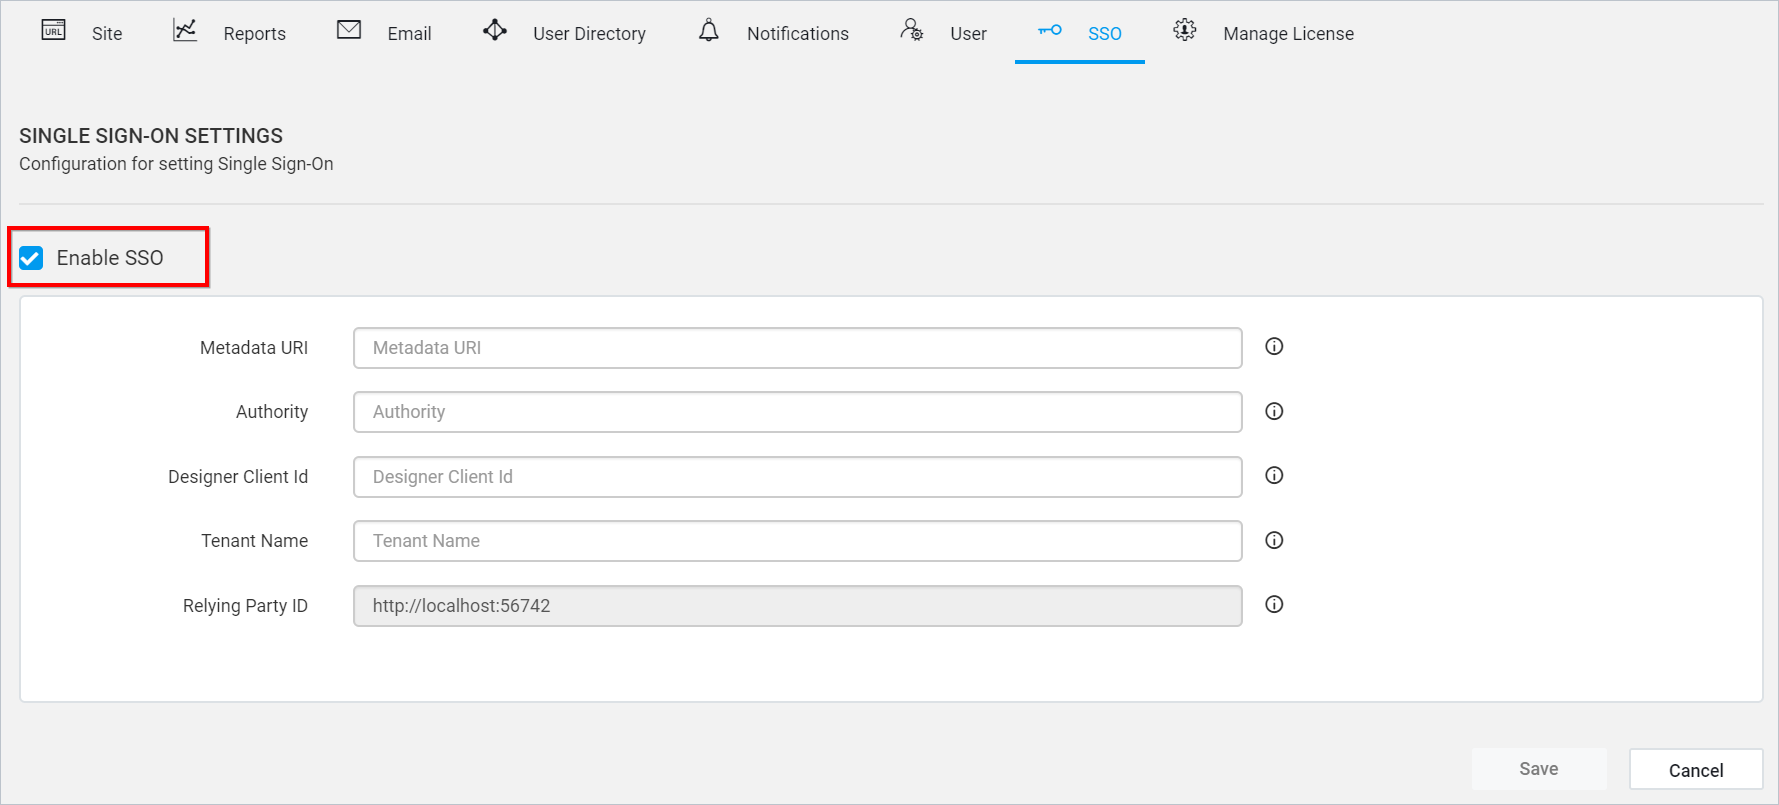 URL Site Reports Email User Directory Notifications User SSO Manage License
SINGLE SIGN-ON SETTINGS
Configuration for setting Single Sign-On
Enable SSO
Metadata URI Metadata URI
Authority Authority
Designer Client Id Designer Client Id
Tenant Name Tenant Name
Relying Party ID http://localhost:56742
Save Cancel